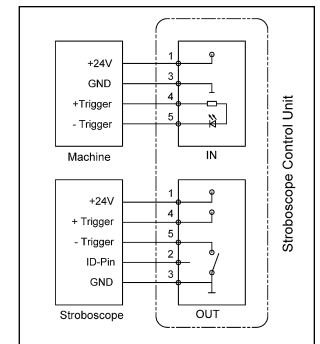 +24V 1
GND 3
+Trigger 4
- Trigger 5
Machine IN
+24V 1
+ Trigger 4
- Trigger 5
ID-Pin 2
GND 3
Stroboscope OUT
Stroboscope Control Unit